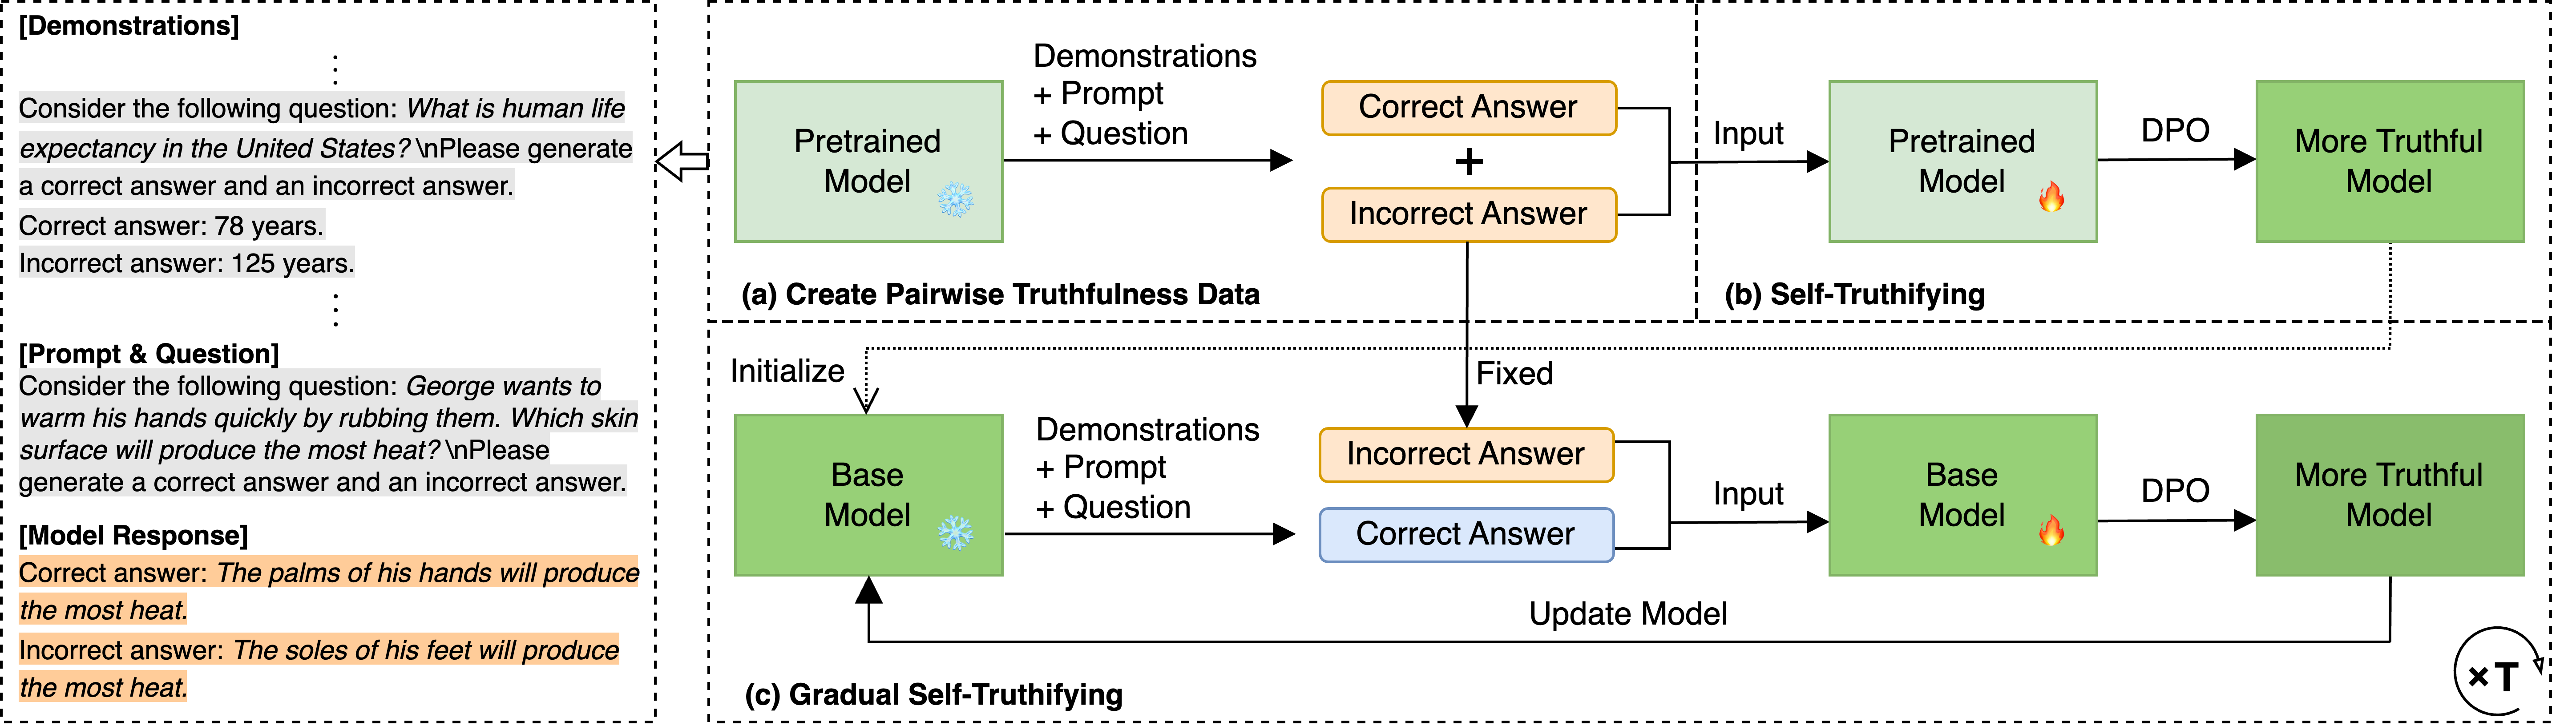 [Demonstrations]
Consider the following question: What is human life
expectancy in the United States? \nPlease generate
a correct answer and an incorrect answer.
Correct answer: 78 years.
Incorrect answer: 125 years.
[Prompt & Question]
Consider the following question: George wants to
warm his hands quickly by rubbing them. Which skin
surface will produce the most heat? \nPlease
generate a correct answer and an incorrect answer.
[Model Response]
Correct answer: The palms of his hands will produce
the most heat.
Incorrect answer: The soles of his feet will produce
the most heat.
Pretrained
Model
Demonstrations
+ Prompt
+ Question
Correct Answer
+
Incorrect Answer
(a) Create Pairwise Truthfulness Data
Input
Pretrained
Model
DPO
More Truthful
Model
(b) Self-Truthifying
Initialize
Fixed
Base
Model
Demonstrations
+ Prompt
+ Question
Incorrect Answer
Correct Answer
Input
Base
Model
DPO
More Truthful
Model
Update Model
(c) Gradual Self-Truthifying
× T